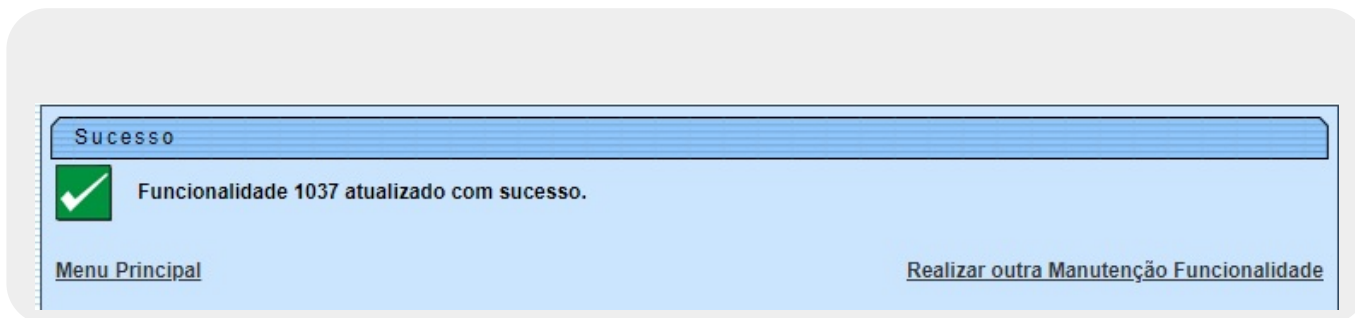 Sucesso
Funcionalidade 1037 atualizado com sucesso.
Menu Principal
Realizar outra Manutenção Funcionalidade